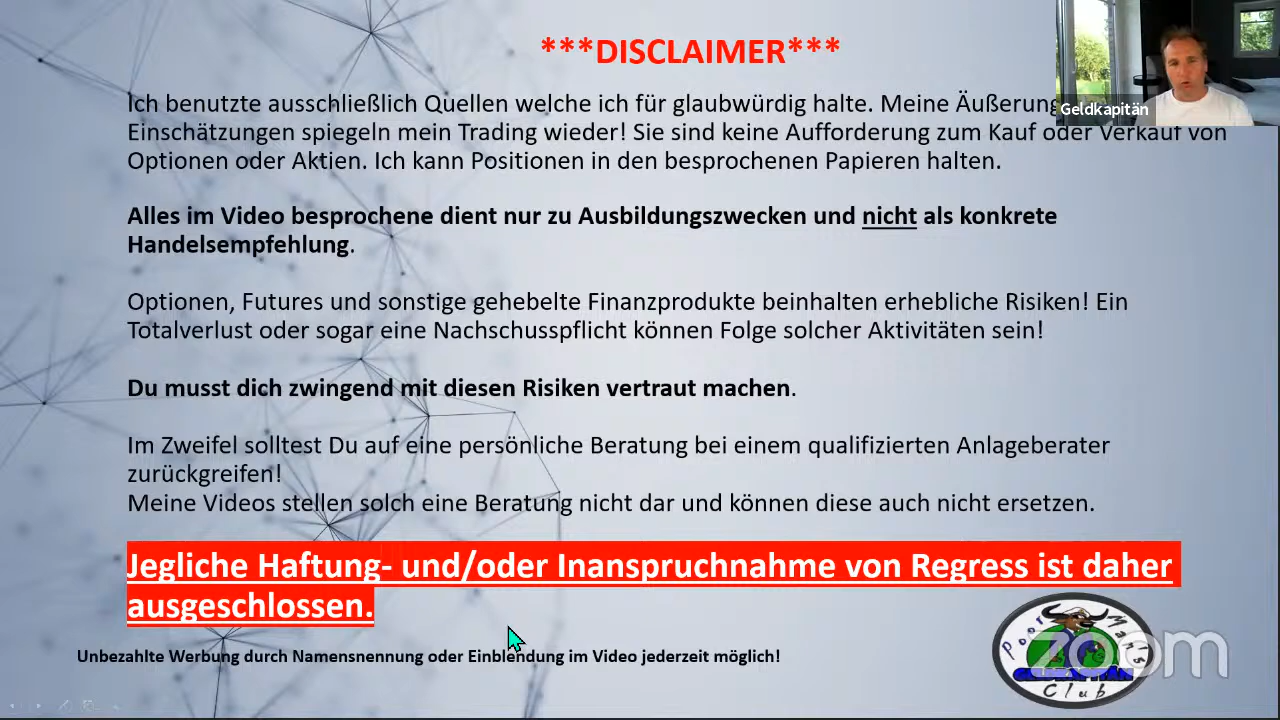 ***DISCLAIMER***
Geldkapitän
Ich benutzte ausschließlich Quellen welche ich für glaubwürdig halte. Meine Äußerung
Einschätzungen spiegeln mein Trading wieder! Sie sind keine Aufforderung zum Kauf oder Verkauf von
Optionen oder Aktien. Ich kann Positionen in den besprochenen Papieren halten.
Alles im Video besprochene dient nur zu Ausbildungszwecken und nicht als konkrete
Handelsempfehlung.
Optionen, Futures und sonstige gehebelte Finanzprodukte beinhalten erhebliche Risiken! Ein
Totalverlust oder sogar eine Nachschusspflicht können Folge solcher Aktivitäten sein!
Du musst dich zwingend mit diesen Risiken vertraut machen.
Im Zweifel solltest Du auf eine persönliche Beratung bei einem qualifizierten Anlageberater
zurückgreifen!
Meine Videos stellen solch eine Beratung nicht dar und können diese auch nicht ersetzen.
Jegliche Haftung- und/oder Inanspruchnahme von Regress ist daher
ausgeschlossen.
Poor Man's
Club
zoom
Unbezahlte Werbung durch Namensnennung oder Einblendung im Video jederzeit möglich!